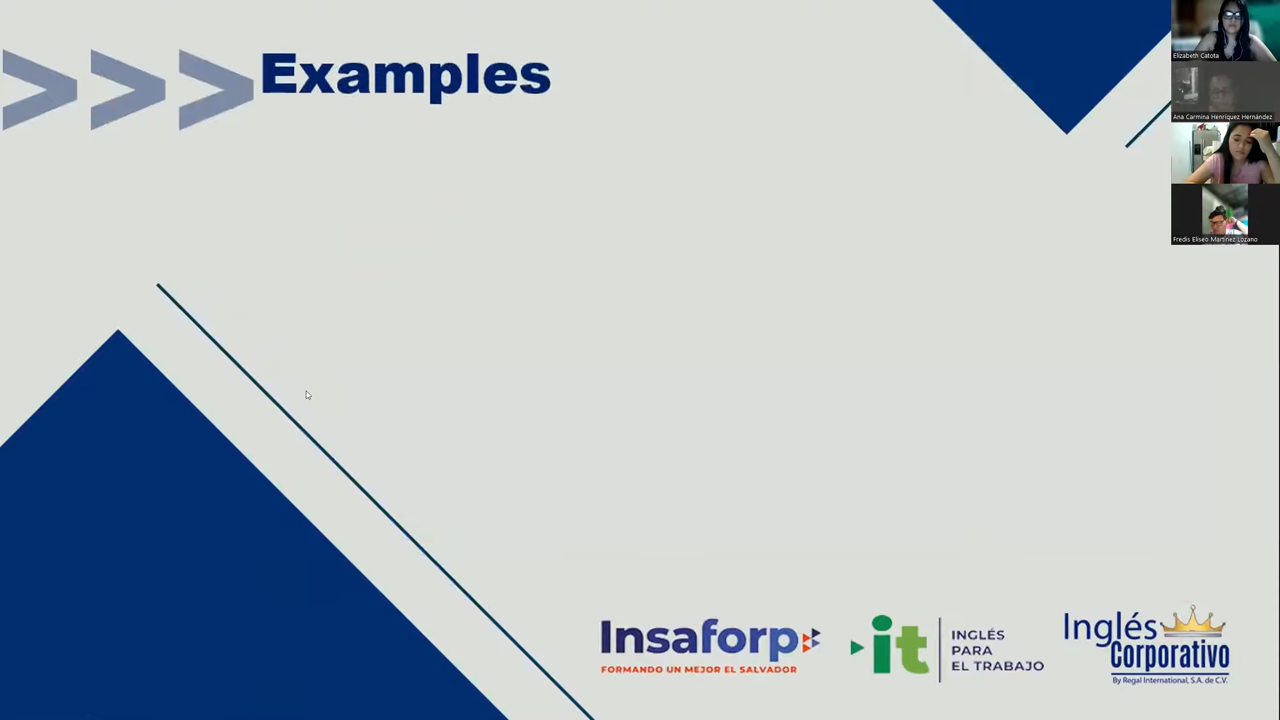 Examples
Elizabeth Catota
Ana Carmina Henríquez Hernández
Fredis Eliseo Martinez Lozano
Insaforp
FORMANDO UN MEJOR EL SALVADOR
it
INGLÉS
PARA
EL TRABAJO
Inglés
Corporativo
By Regal International, S.A. de C.V.